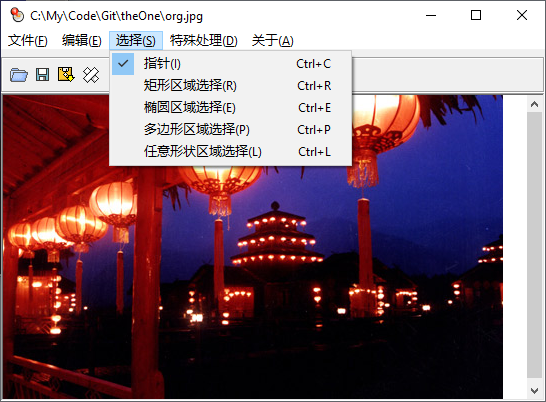 C:\My\Code\Git\theOne\org.jpg
文件(F) 编辑(E) 选择(S) 特殊处理(D) 关于(A)
指针(I) Ctrl+C
矩形区域选择(R) Ctrl+R
椭圆区域选择(E) Ctrl+E
多边形区域选择(P) Ctrl+P
任意形状区域选择(L) Ctrl+L